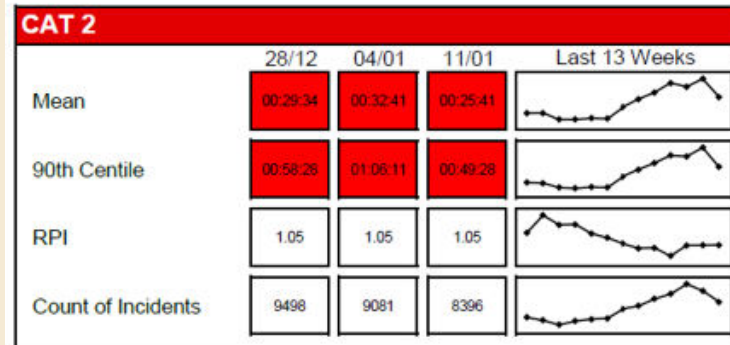 CAT 2
28/12 04/01 11/01 Last 13 Weeks
Mean 00:29:34 00:32:41 00:25:41
90th Centile 00:58:28 01:06:11 00:49:28
RPI 1.05 1.05 1.05
Count of Incidents 9498 9081 8396